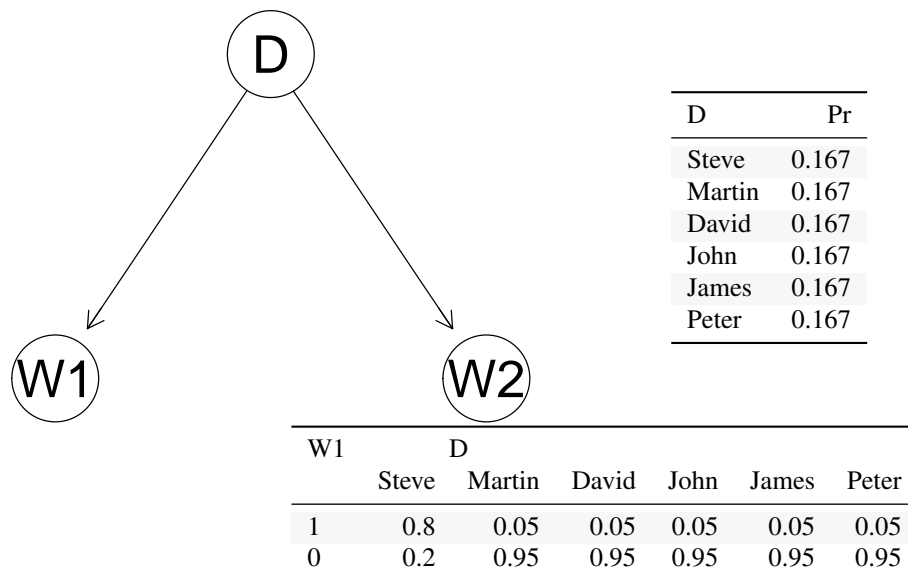 D
D Pr
Steve 0.167
Martin 0.167
David 0.167
John 0.167
James 0.167
Peter 0.167
W1 W2
W1 D
Steve Martin David John James Peter
1 0.8 0.05 0.05 0.05 0.05 0.05
0 0.2 0.95 0.95 0.95 0.95 0.95